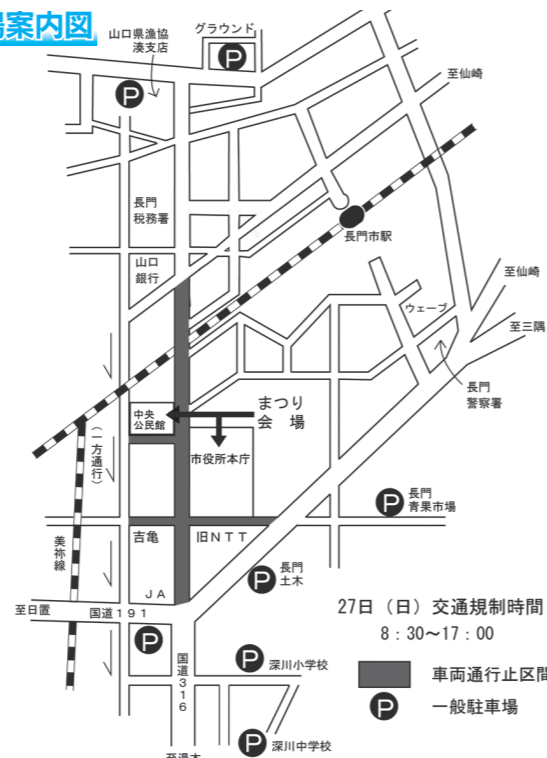 場案内図
グラウンド
山口県漁協
湊支店
P
P
至仙崎
長門
税務署
長門市駅
山口
銀行
至仙崎
ウェーブ
至三隅
長門
警察署
まつり
会場
中央
公民館
市役所本庁
(一方通行)
P
長門
青果市場
美祢線
吉亀
旧NTT
P
長門
土木
JA
至日置
国道191
27日(日)交通規制時間
8:30~17:00
P
国道316
P
深川小学校
車両通行止区間
P
一般駐車場
P
深川中学校